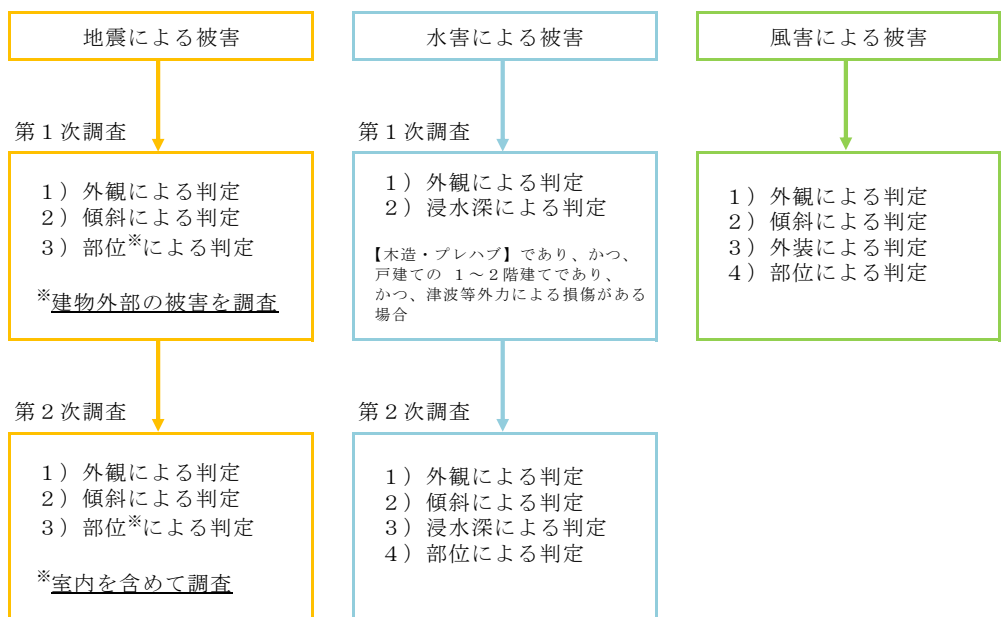 地震による被害
第１次調査
１）外観による判定
２）傾斜による判定
３）部位※による判定
※建物外部の被害を調査
第２次調査
１）外観による判定
２）傾斜による判定
３）部位※による判定
※室内を含めて調査
水害による被害
第１次調査
１）外観による判定
２）浸水深による判定
【木造・プレハブ】であり、かつ、
戸建ての １～２階建てであり、
かつ、津波等外力による損傷がある
場合
第２次調査
１）外観による判定
２）傾斜による判定
３）浸水深による判定
４）部位による判定
風害による被害
１）外観による判定
２）傾斜による判定
３）外装による判定
４）部位による判定